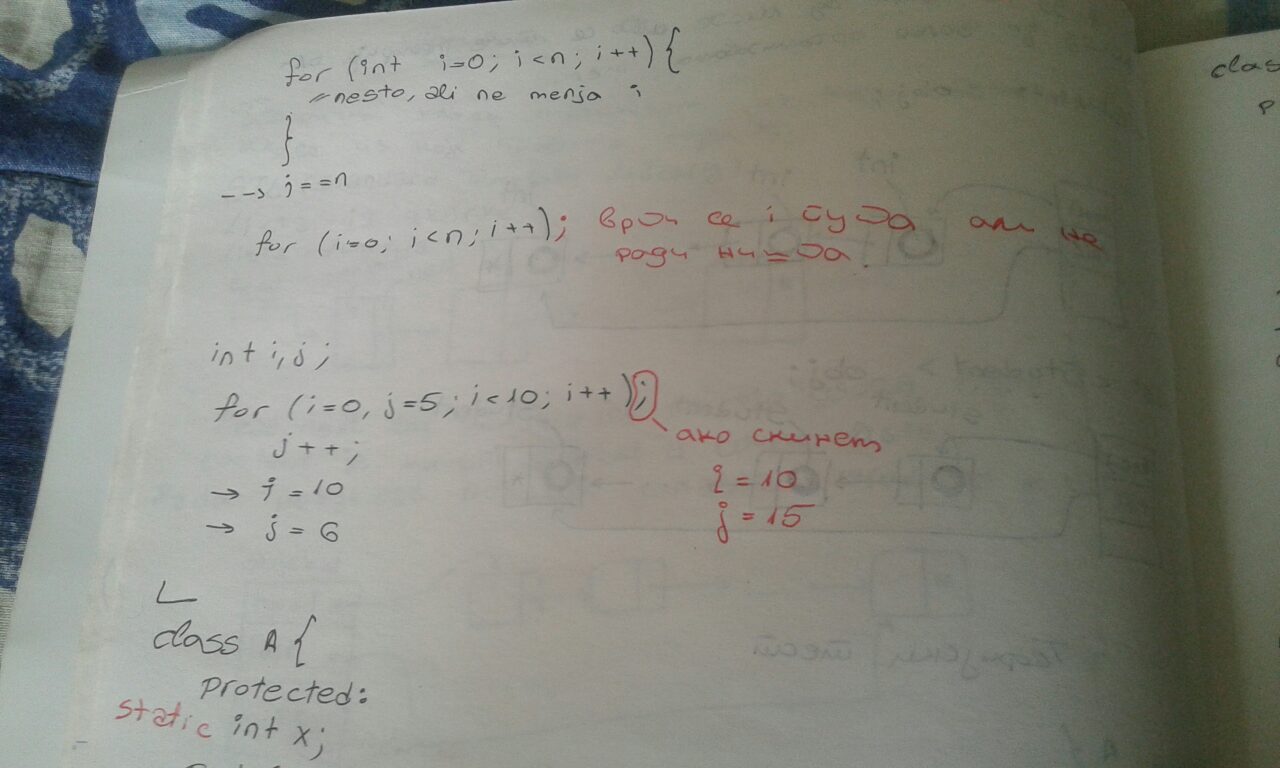 for (int i=0; i<n; i++) {
//nesto, ali ne menja i
}
--> i==n
for (i=0; i<n; i++); врти се i туда али не
ради ништа.
int i,j;
for (i=0, j=5; i<10; i++);
j++;
ако скинем
→ i=10
i=10
→ j=6
j=15
class A {
protected:
static int x;
clas
p